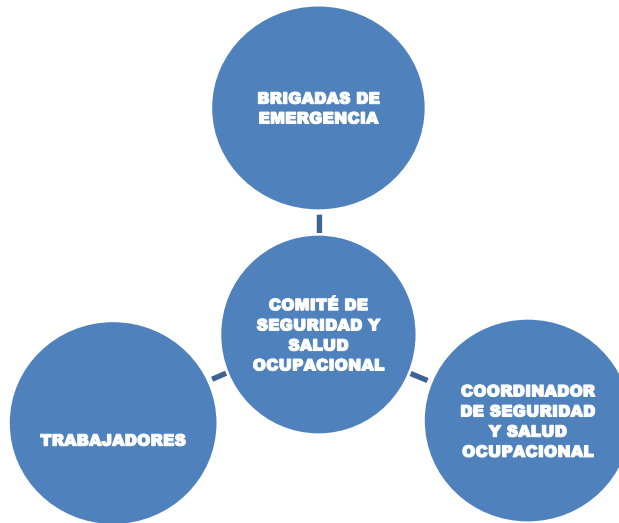 BRIGADAS DE
EMERGENCIA
COMITÉ DE
SEGURIDAD Y
SALUD
OCUPACIONAL
TRABAJADORES
COORDINADOR
DE SEGURIDAD
Y SALUD
OCUPACIONAL